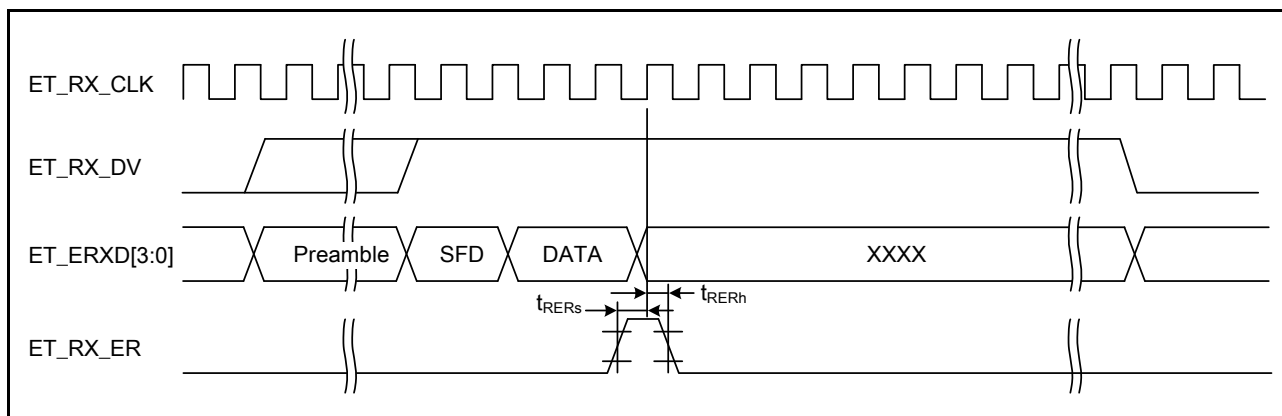 ET_RX_CLK
ET_RX_DV
ET_ERXD[3:0]
Preamble
SFD
DATA
XXXX
tRERs
tRERh
ET_RX_ER